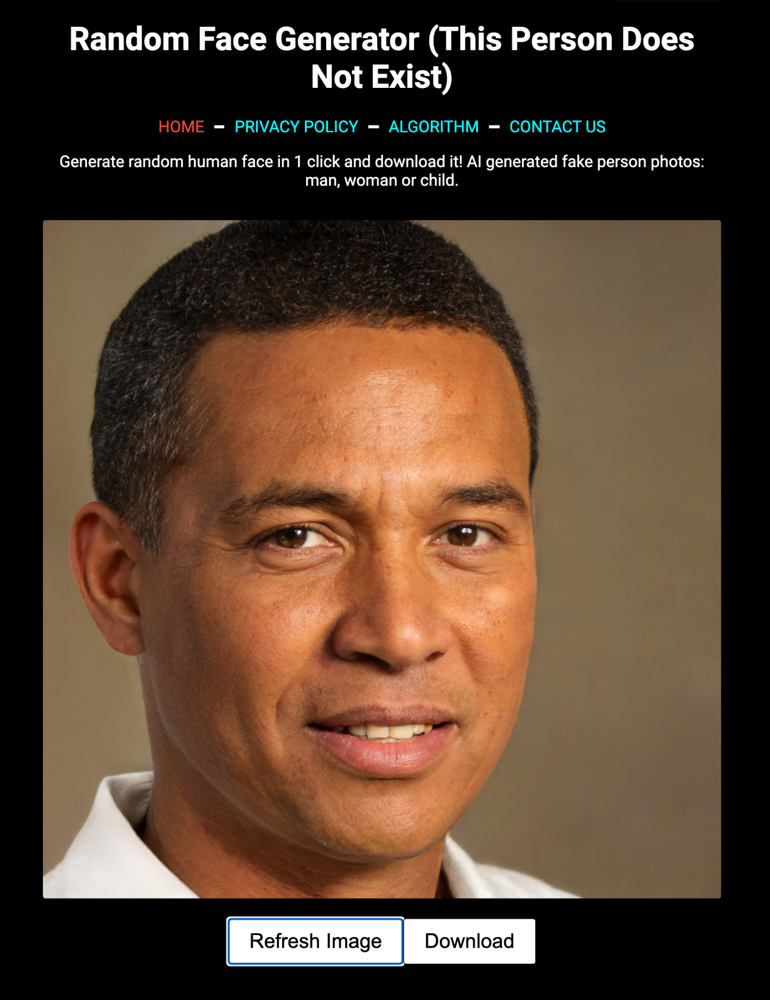 Random Face Generator (This Person Does
Not Exist)
HOME – PRIVACY POLICY – ALGORITHM – CONTACT US
Generate random human face in 1 click and download it! AI generated fake person photos:
man, woman or child.
Refresh Image Download